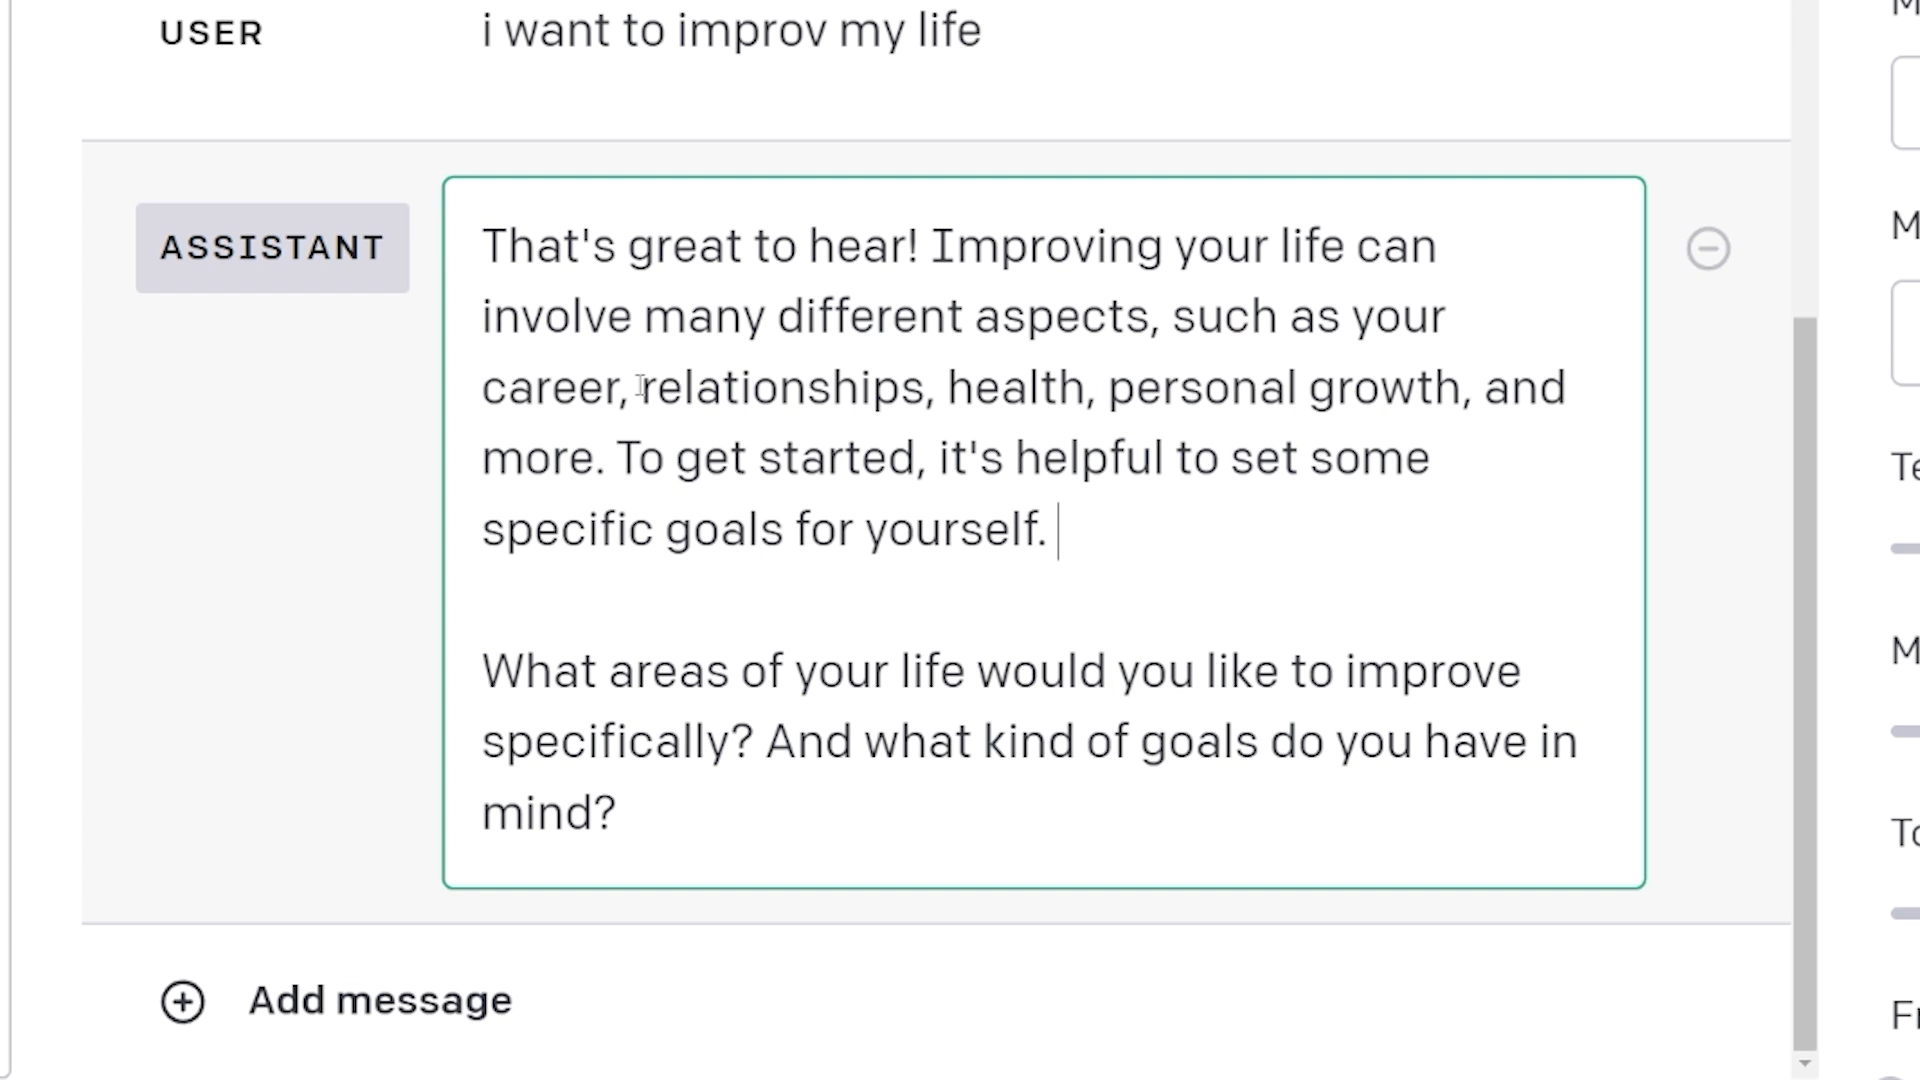 USER
i want to improv my life
ASSISTANT
That's great to hear! Improving your life can
involve many different aspects, such as your
career, relationships, health, personal growth, and
more. To get started, it's helpful to set some
specific goals for yourself.
What areas of your life would you like to improve
specifically? And what kind of goals do you have in
mind?
Add message